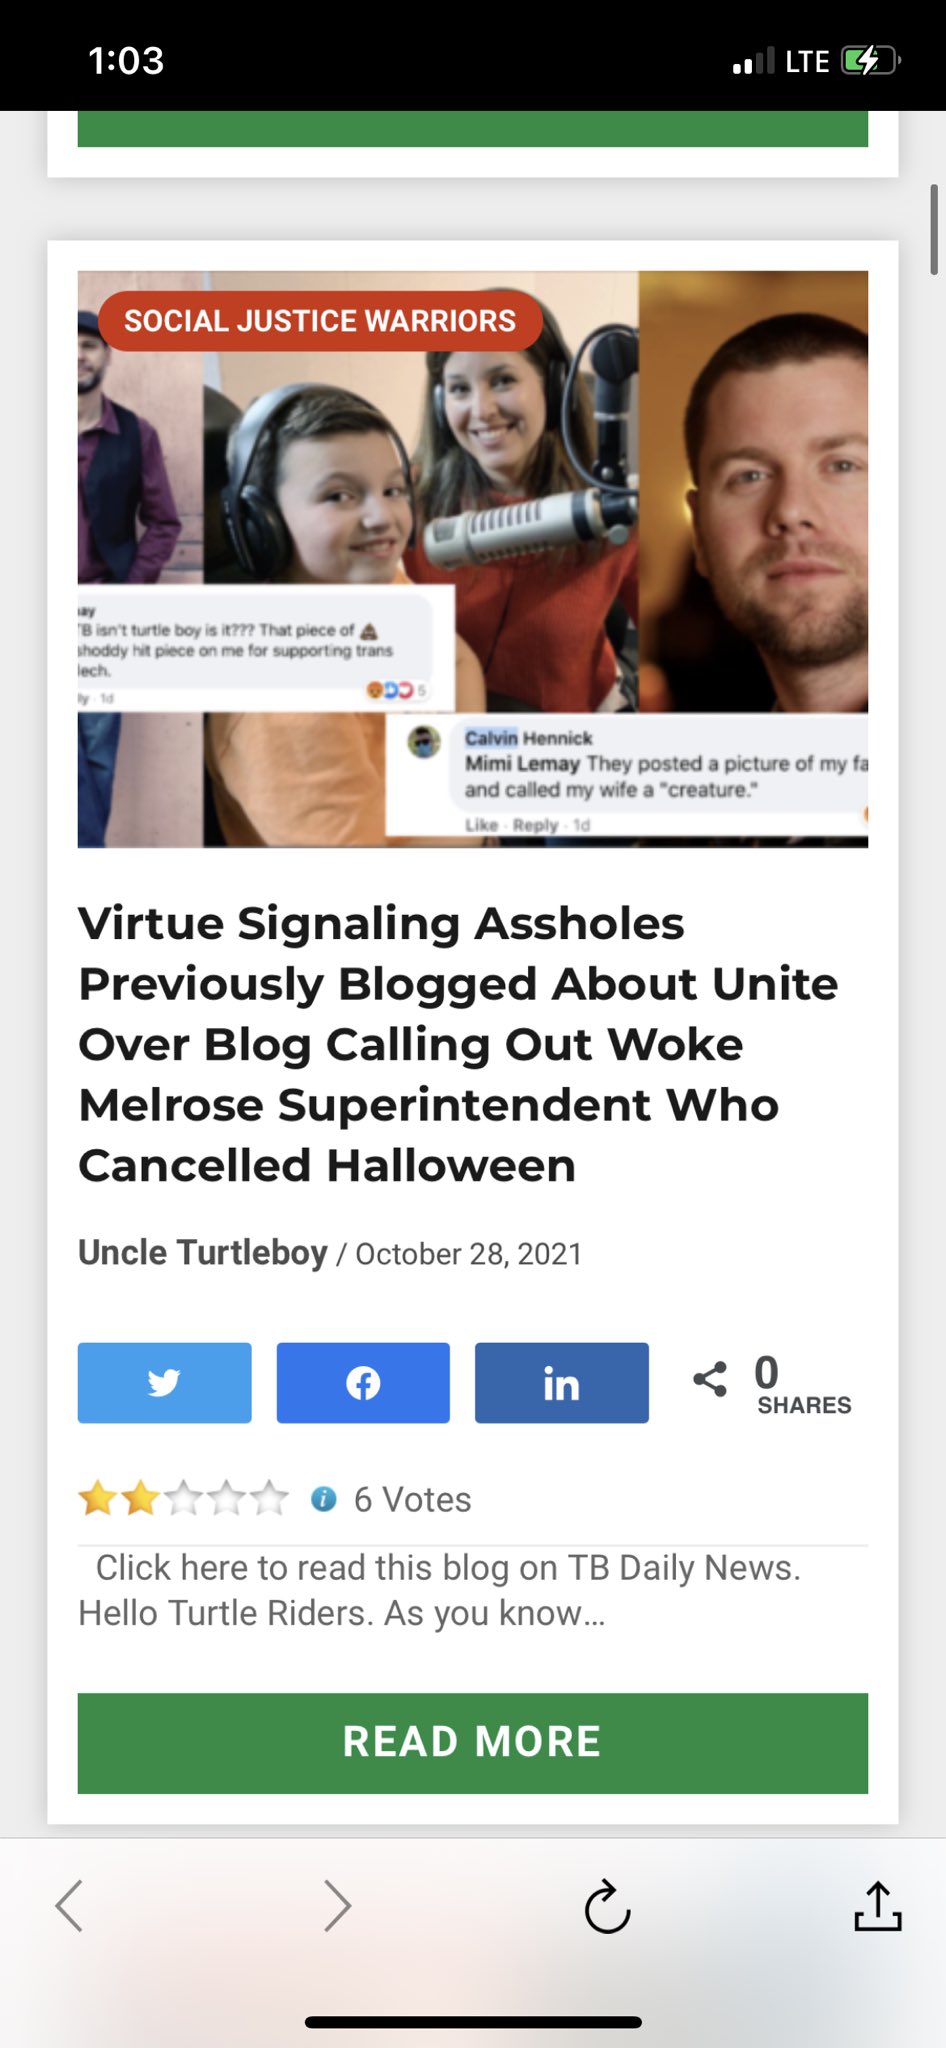 1:03
LTE
SOCIAL JUSTICE WARRIORS
ay
TB isn't turtle boy is it??? That piece of 💩
shoddy hit piece on me for supporting trans
lech.
ly · 1d
5
Calvin Hennick
Mimi Lemay They posted a picture of my fa
and called my wife a "creature."
Like · Reply · 1d
Virtue Signaling Assholes
Previously Blogged About Unite
Over Blog Calling Out Woke
Melrose Superintendent Who
Cancelled Halloween
Uncle Turtleboy / October 28, 2021
in
0
SHARES
i
6 Votes
Click here to read this blog on TB Daily News.
Hello Turtle Riders. As you know...
READ MORE